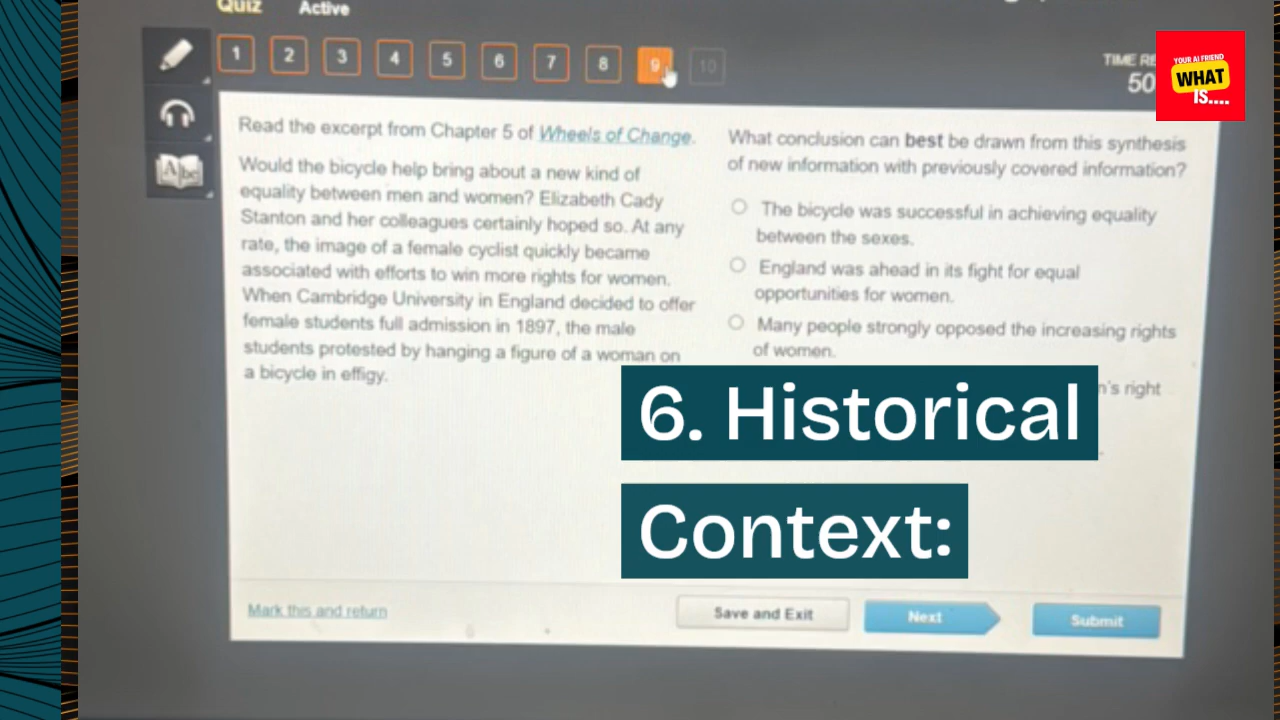 Quiz Active
1 2 3 4 5 6 7 8 9 10
TIME RE
50
YOUR AI FRIEND
WHAT
IS....
Read the excerpt from Chapter 5 of Wheels of Change.
Would the bicycle help bring about a new kind of
equality between men and women? Elizabeth Cady
Stanton and her colleagues certainly hoped so. At any
rate, the image of a female cyclist quickly became
associated with efforts to win more rights for women.
When Cambridge University in England decided to offer
female students full admission in 1897, the male
students protested by hanging a figure of a woman on
a bicycle in effigy.
What conclusion can best be drawn from this synthesis
of new information with previously covered information?
The bicycle was successful in achieving equality
between the sexes.
England was ahead in its fight for equal
opportunities for women.
Many people strongly opposed the increasing rights
of women.
n's right
6. Historical
Context:
Mark this and return
Save and Exit
Next
Submit